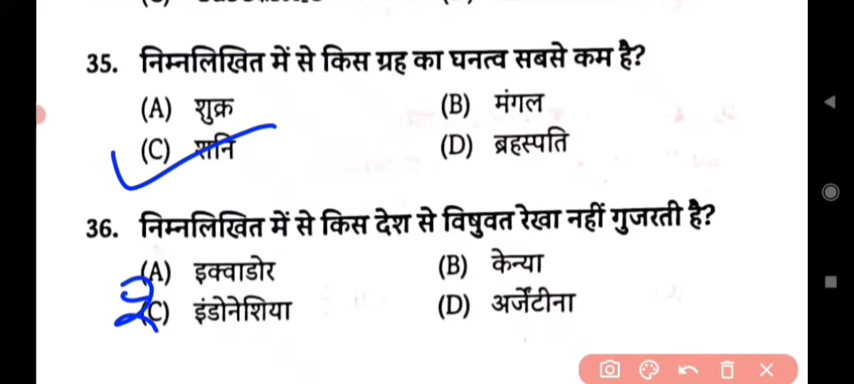 35. निम्नलिखित में से किस ग्रह का घनत्व सबसे कम है?
(A) शुक्र (B) मंगल
(C) शनि (D) ब्रहस्पति
36. निम्नलिखित में से किस देश से विषुवत रेखा नहीं गुजरती है?
(A) इक्वाडोर (B) केन्या
(C) इंडोनेशिया (D) अर्जेंटीना